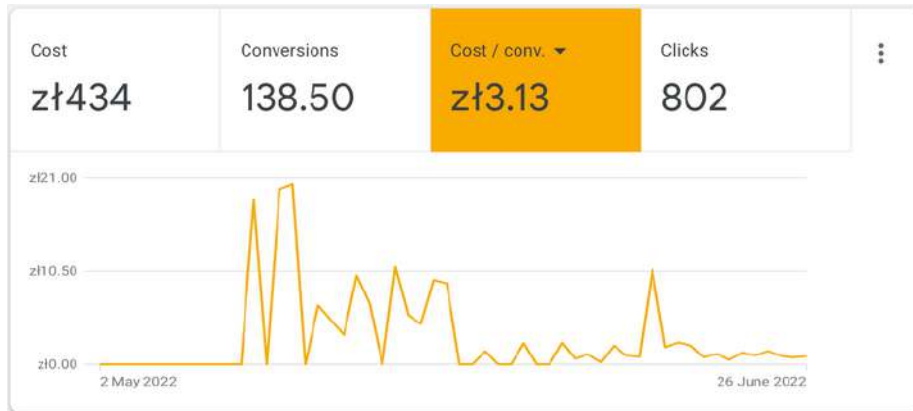 Cost
zł434
Conversions
138.50
Cost / conv.
zł3.13
Clicks
802
zł21.00
zł10.50
zł0.00
2 May 2022
26 June 2022